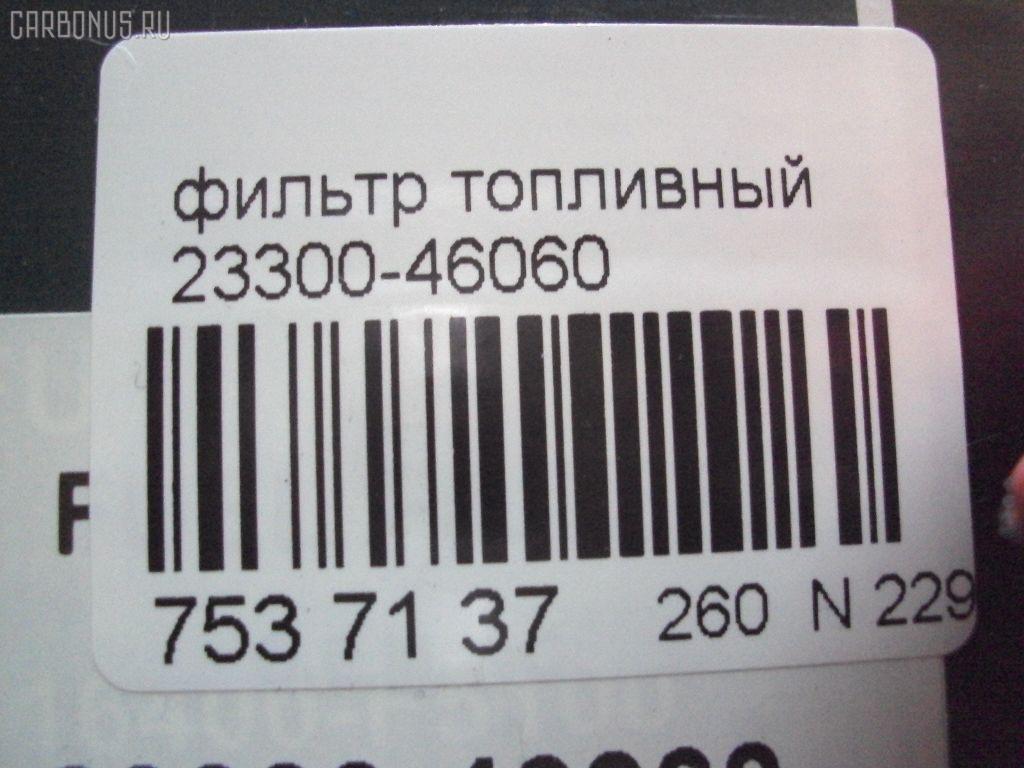 CARBONUS.RU
фильтр топливный
23300-46060
753 71 37 260 N 229